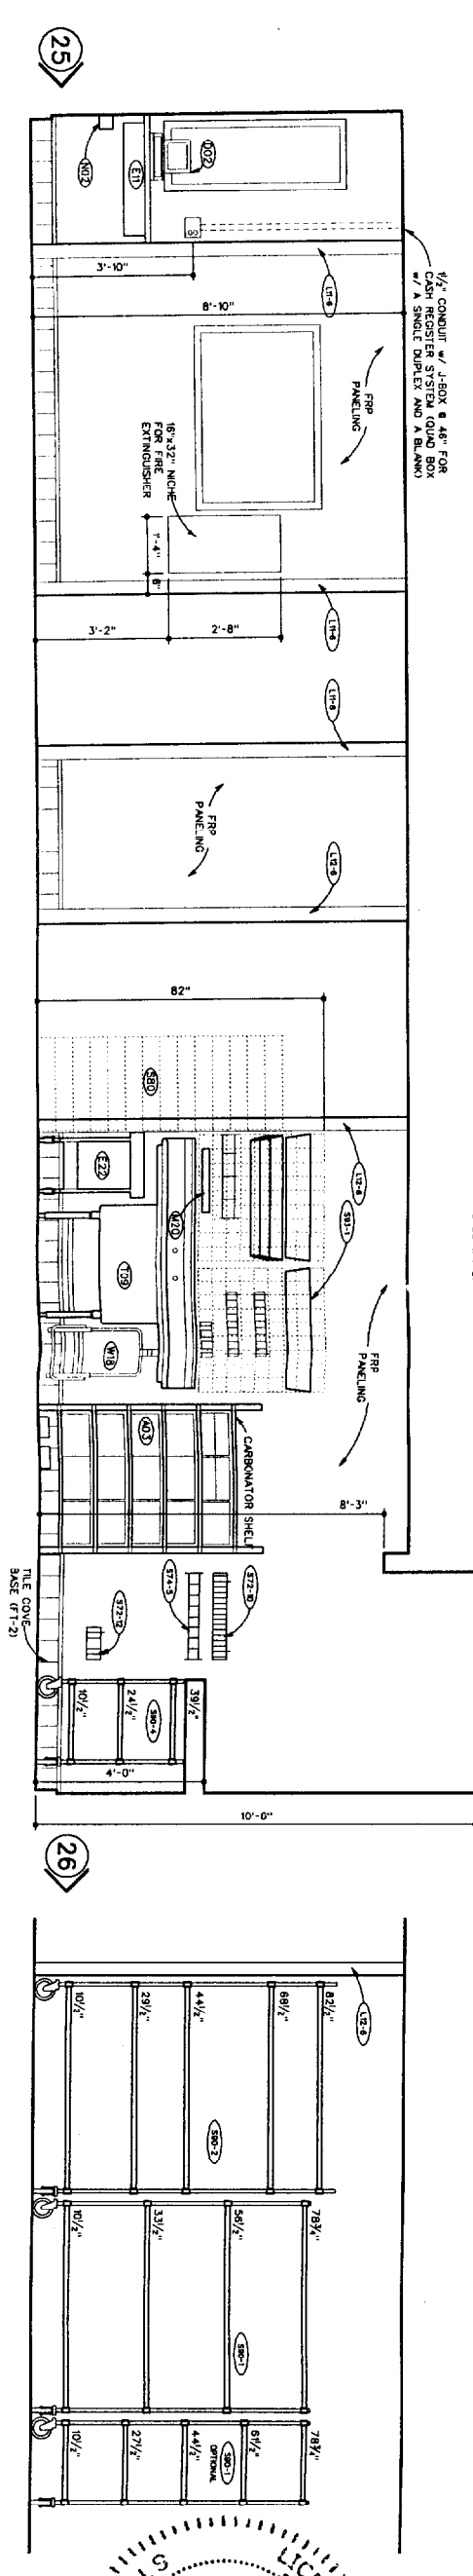 25
1/2" CONDUIT w/ J-BOX @ 46" FOR
CASH REGISTER SYSTEM (QUAD BOX
w/ A SINGLE DUPLEX AND A BLANK)
N02
E11
D02
3'-10"
8'-10"
L11-6
FRP
PANELING
16"x32" NICHE
FOR FIRE
EXTINGUISHER
1'-4"
6"
3'-2"
2'-8"
L11-6
L11-6
FRP
PANELING
L12-6
82"
S80
L12-6
S93-1
E22
W20
T09
W18
FRP
PANELING
A03
CARBONATOR SHELF
8'-3"
TILE COVE
BASE (FT-2)
S72-12
S74-5
S72-10
39 1/2"
24 1/2"
10 1/2"
S90-4
4'-0"
10'-6"
26
L12-6
82 1/2"
68 1/2"
44 1/2"
29 1/2"
10 1/2"
S90-2
78 3/4"
56 1/2"
33 1/2"
10 1/2"
S90-1
78 3/4"
61 1/2"
44 1/2"
27 1/2"
10 1/2"
S90-1
OPTIONAL
S LIC